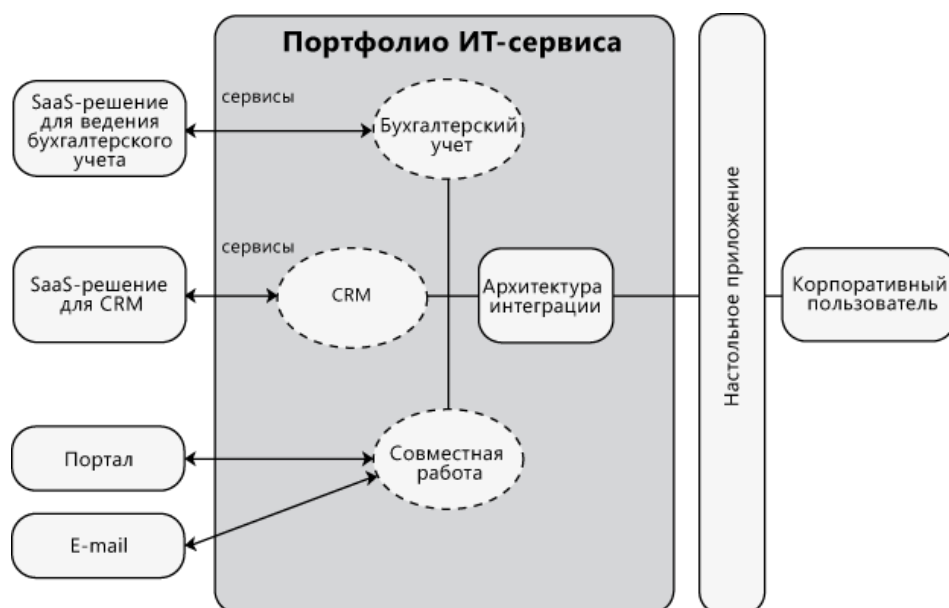 Портфолио ИТ-сервиса
SaaS-решение
для ведения
бухгалтерского
учета
сервисы
Бухгалтерский
учет
SaaS-решение
для CRM
сервисы
CRM
Архитектура
интеграции
Настольное приложение
Корпоративный
пользователь
Портал
E-mail
Совместная
работа